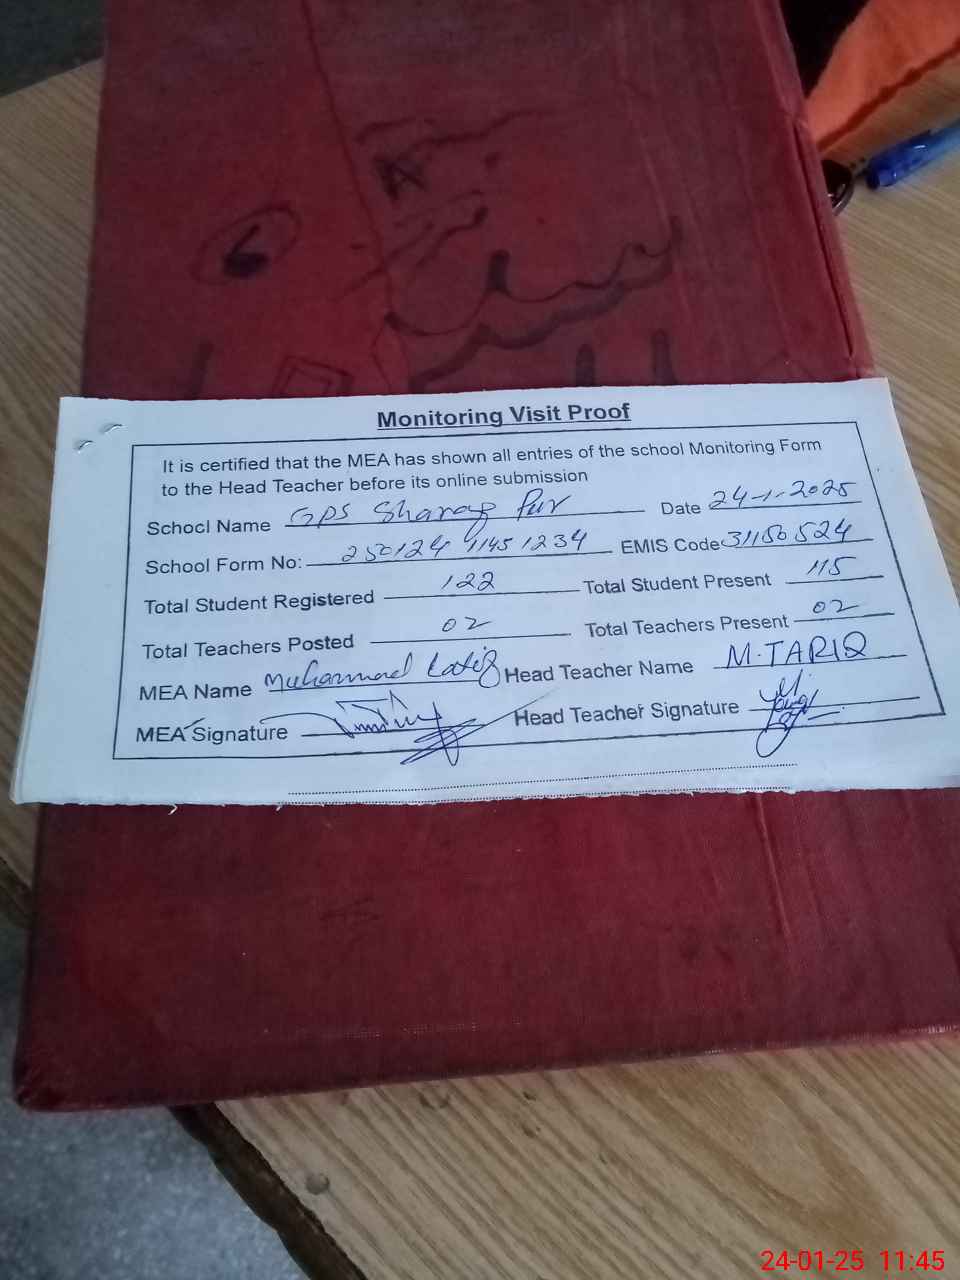 Monitoring Visit Proof
It is certified that the MEA has shown all entries of the school Monitoring Form
to the Head Teacher before its online submission
School Name GPS Sharaf Pur Date 24-1-2025
School Form No: 250124 1145 1234 EMIS Code 31150524
Total Student Registered 122 Total Student Present 115
Total Teachers Posted 02 Total Teachers Present 02
MEA Name Muhammad Latif Head Teacher Name M.TARIQ
MEA Signature Head Teacher Signature
24-01-25 11:45